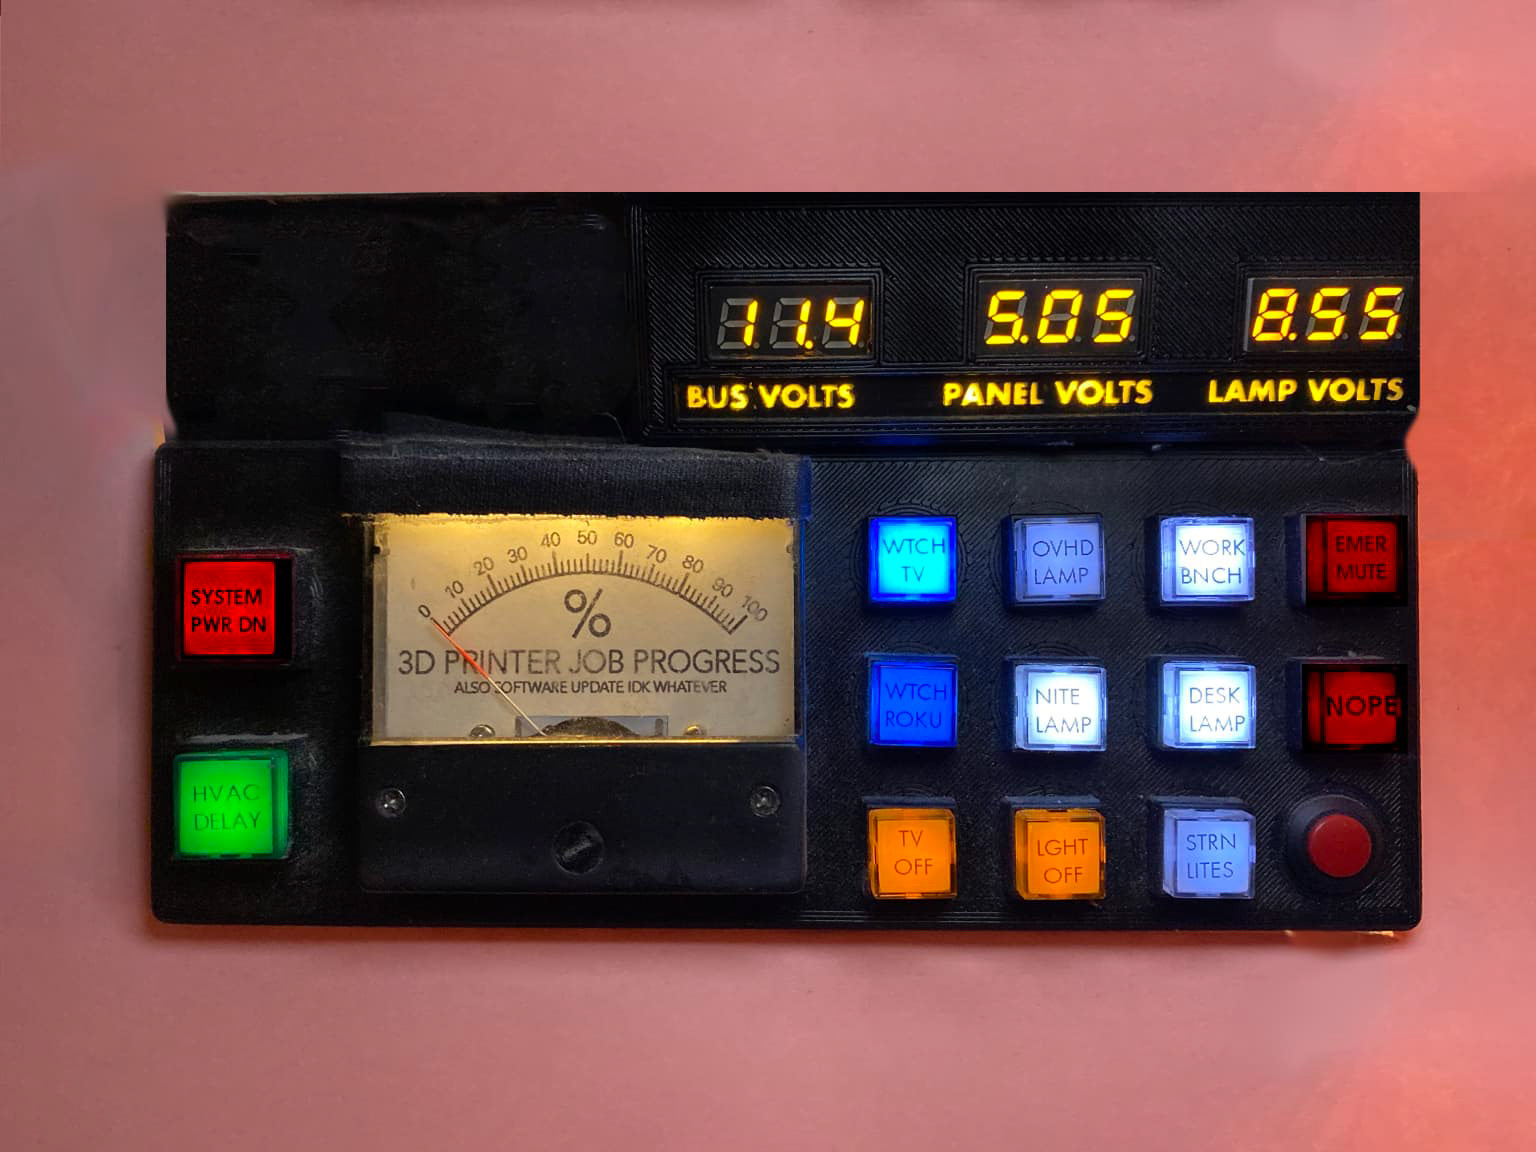 11.4 5.05 8.55
BUS VOLTS PANEL VOLTS LAMP VOLTS
SYSTEM
PWR DN
HVAC
DELAY
0 10 20 30 40 50 60 70 80 90 100
%
3D PRINTER JOB PROGRESS
ALSO SOFTWARE UPDATE IDK WHATEVER
WTCH
TV
OVHD
LAMP
WORK
BNCH
EMER
MUTE
WTCH
ROKU
NITE
LAMP
DESK
LAMP
NOPE
TV
OFF
LGHT
OFF
STRN
LITES